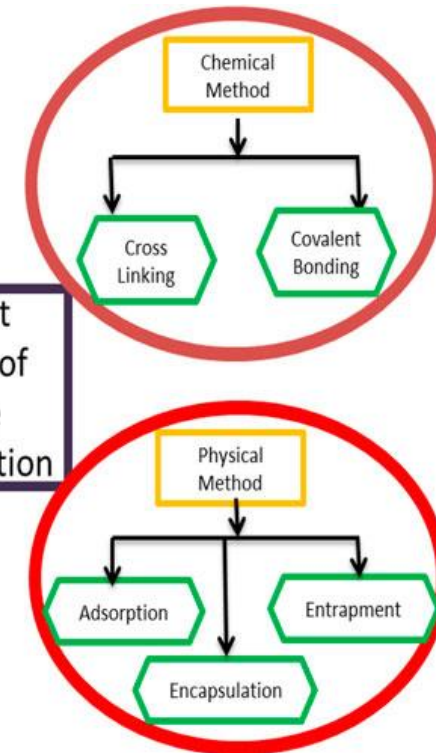 Chemical
Method
Cross
Linking
Covalent
Bonding
t
of
tion
Physical
Method
Adsorption
Entrapment
Encapsulation